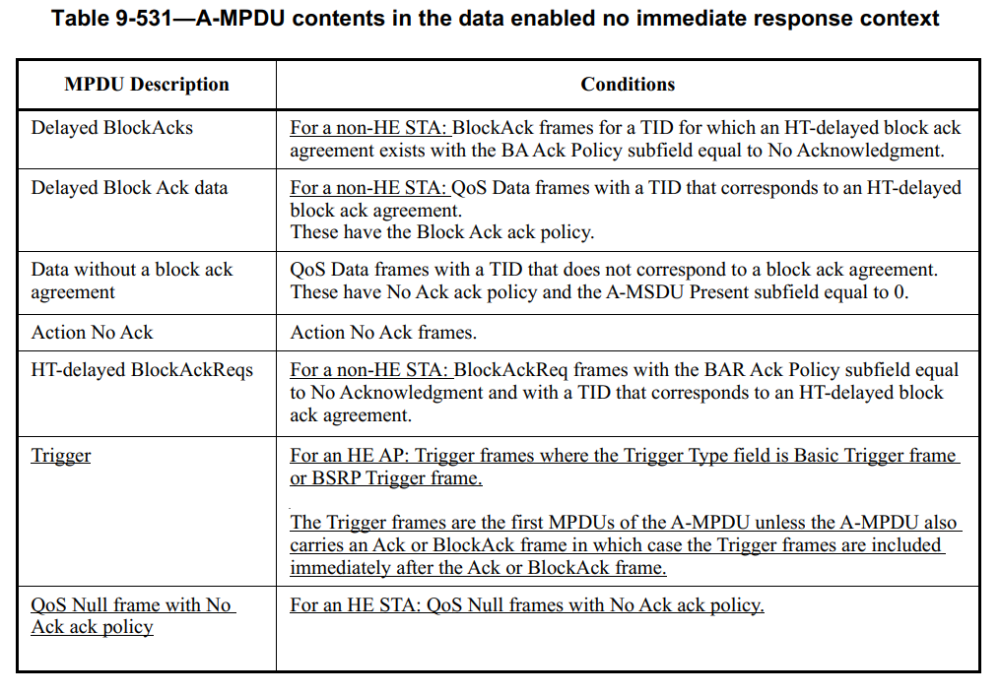 Table 9-531—A-MPDU contents in the data enabled no immediate response context
MPDU Description
Conditions
Delayed BlockAcks
For a non-HE STA: BlockAck frames for a TID for which an HT-delayed block ack
agreement exists with the BA Ack Policy subfield equal to No Acknowledgment.
Delayed Block Ack data
For a non-HE STA: QoS Data frames with a TID that corresponds to an HT-delayed
block ack agreement.
These have the Block Ack ack policy.
Data without a block ack
agreement
QoS Data frames with a TID that does not correspond to a block ack agreement.
These have No Ack ack policy and the A-MSDU Present subfield equal to 0.
Action No Ack
Action No Ack frames.
HT-delayed BlockAckReqs
For a non-HE STA: BlockAckReq frames with the BAR Ack Policy subfield equal
to No Acknowledgment and with a TID that corresponds to an HT-delayed block
ack agreement.
Trigger
For an HE AP: Trigger frames where the Trigger Type field is Basic Trigger frame
or BSRP Trigger frame.
The Trigger frames are the first MPDUs of the A-MPDU unless the A-MPDU also
carries an Ack or BlockAck frame in which case the Trigger frames are included
immediately after the Ack or BlockAck frame.
QoS Null frame with No
Ack ack policy
For an HE STA: QoS Null frames with No Ack ack policy.